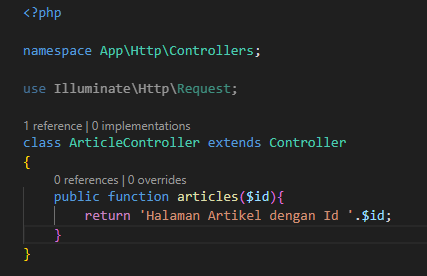 <?php
namespace App\Http\Controllers;
use Illuminate\Http\Request;
1 reference | 0 implementations
class ArticleController extends Controller
{
0 references | 0 overrides
public function articles($id){
return 'Halaman Artikel dengan Id '.$id;
}
}